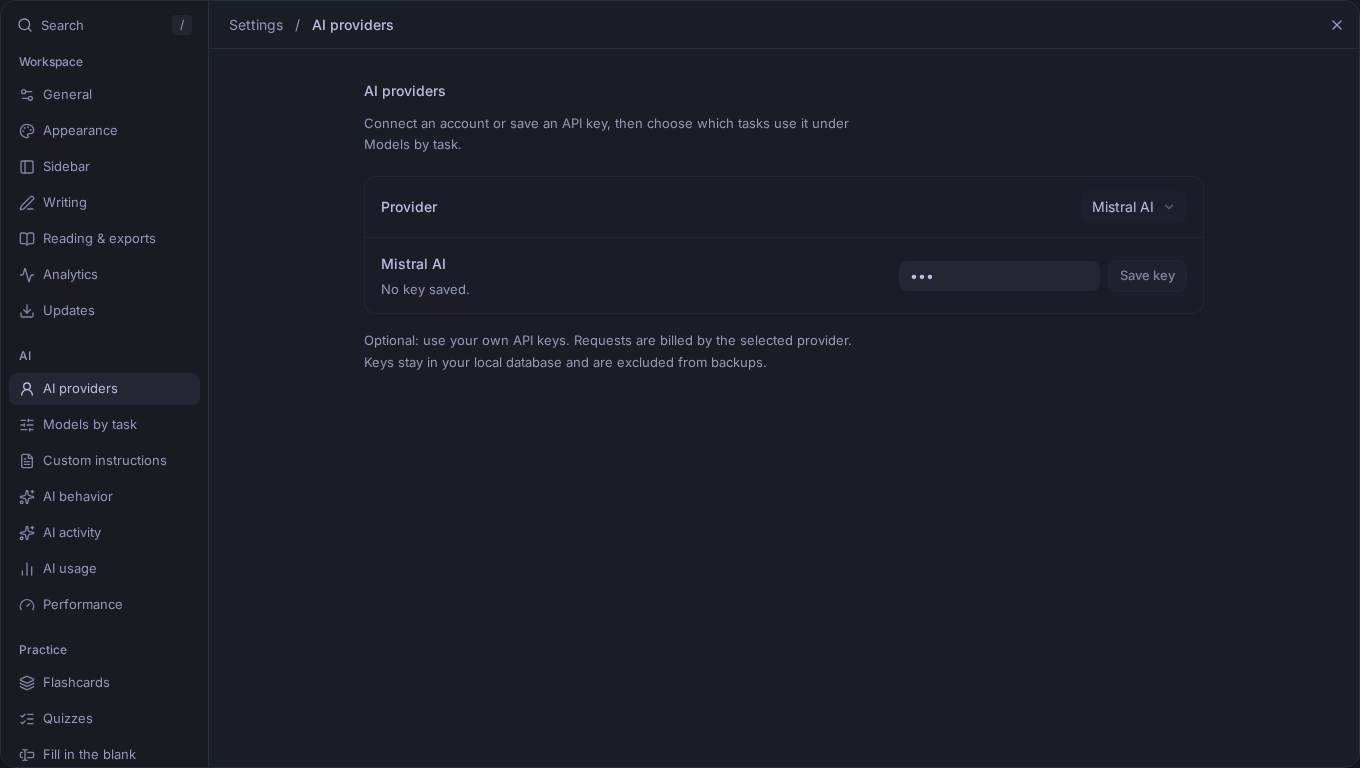 Search /
Workspace
General
Appearance
Sidebar
Writing
Reading & exports
Analytics
Updates
AI
AI providers
Models by task
Custom instructions
AI behavior
AI activity
AI usage
Performance
Practice
Flashcards
Quizzes
Fill in the blank
Settings / AI providers
AI providers
Connect an account or save an API key, then choose which tasks use it under
Models by task.
Provider Mistral AI
Mistral AI
No key saved.
••• Save key
Optional: use your own API keys. Requests are billed by the selected provider.
Keys stay in your local database and are excluded from backups.